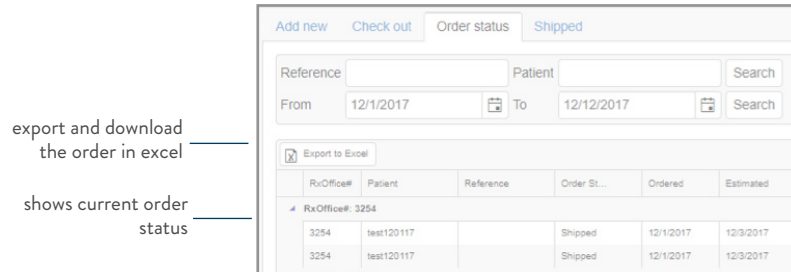 Add new Check out Order status Shipped
Reference Patient Search
From 12/1/2017 To 12/12/2017 Search
export and download
the order in excel
Export to Excel
RxOffice# Patient Reference Order St... Ordered Estimated
shows current order
status
RxOffice#: 3254
3254 test120117 Shipped 12/1/2017 12/3/2017
3254 test120117 Shipped 12/1/2017 12/3/2017